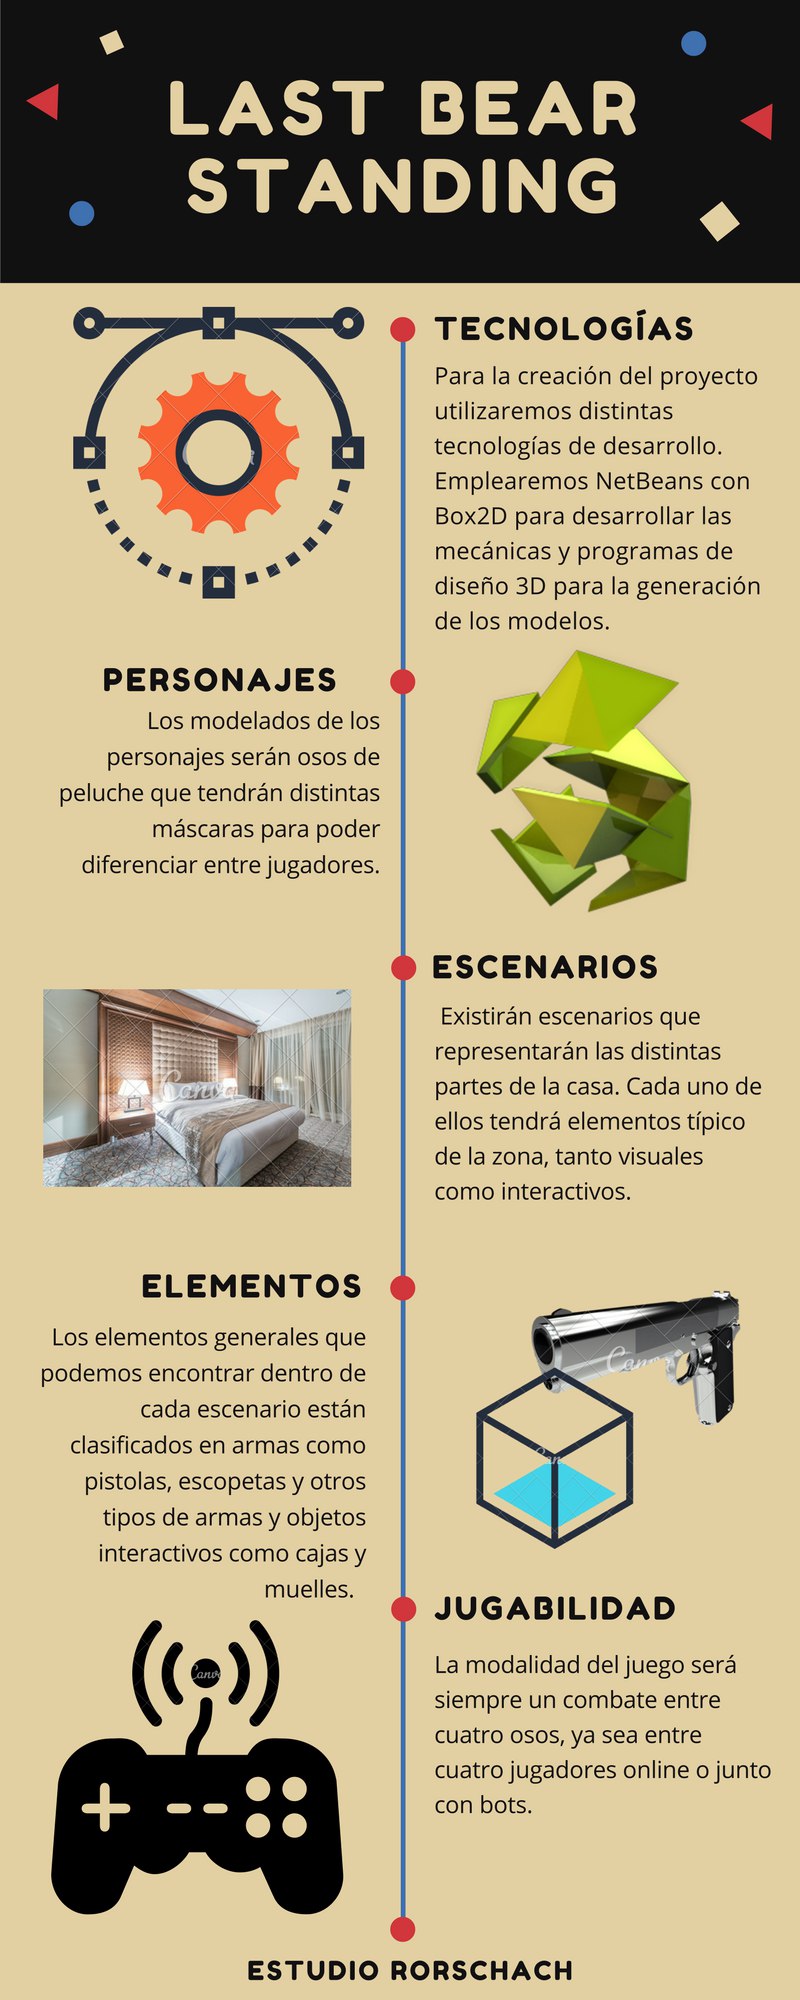 LAST BEAR
STANDING
TECNOLOGÍAS
Para la creación del proyecto
utilizaremos distintas
tecnologías de desarrollo.
Emplearemos NetBeans con
Box2D para desarrollar las
mecánicas y programas de
diseño 3D para la generación
de los modelos.
PERSONAJES
Los modelados de los
personajes serán osos de
peluche que tendrán distintas
máscaras para poder
diferenciar entre jugadores.
ESCENARIOS
Existirán escenarios que
representarán las distintas
partes de la casa. Cada uno de
ellos tendrá elementos típico
de la zona, tanto visuales
como interactivos.
Canva
ELEMENTOS
Los elementos generales que
podemos encontrar dentro de
cada escenario están
clasificados en armas como
pistolas, escopetas y otros
tipos de armas y objetos
interactivos como cajas y
muelles.
Canva
JUGABILIDAD
La modalidad del juego será
siempre un combate entre
cuatro osos, ya sea entre
cuatro jugadores online o junto
con bots.
Canva
ESTUDIO RORSCHACH